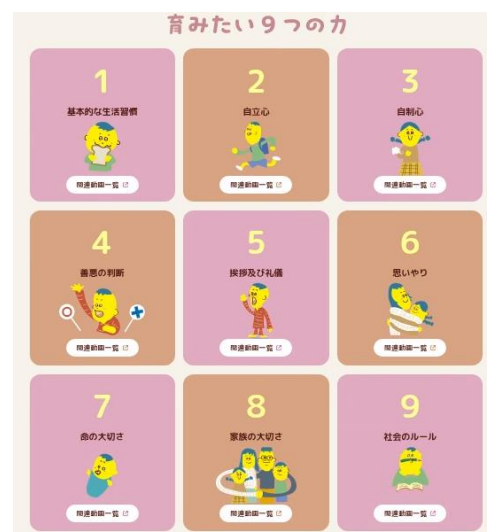 育みたい9つの力
1
基本的な生活習慣
関連動画一覧
2
自立心
関連動画一覧
3
自制心
関連動画一覧
4
善悪の判断
関連動画一覧
5
挨拶及び礼儀
関連動画一覧
6
思いやり
関連動画一覧
7
命の大切さ
関連動画一覧
8
家族の大切さ
関連動画一覧
9
社会のルール
関連動画一覧